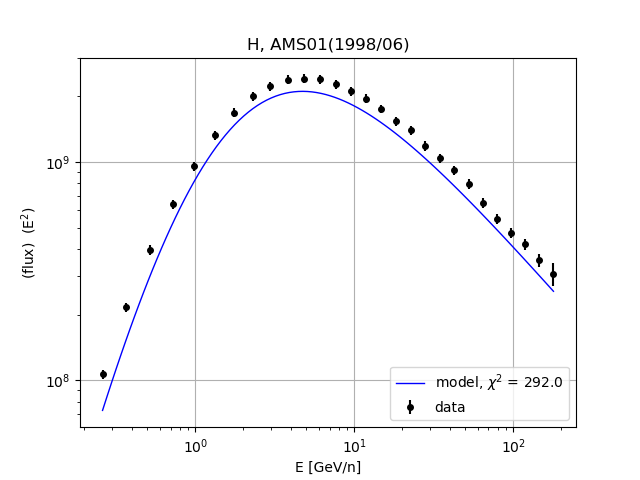 H, AMS01(1998/06)
(flux) (E²)
10⁹
10⁸
model, χ² = 292.0
data
10⁰ 10¹ 10²
E [GeV/n]